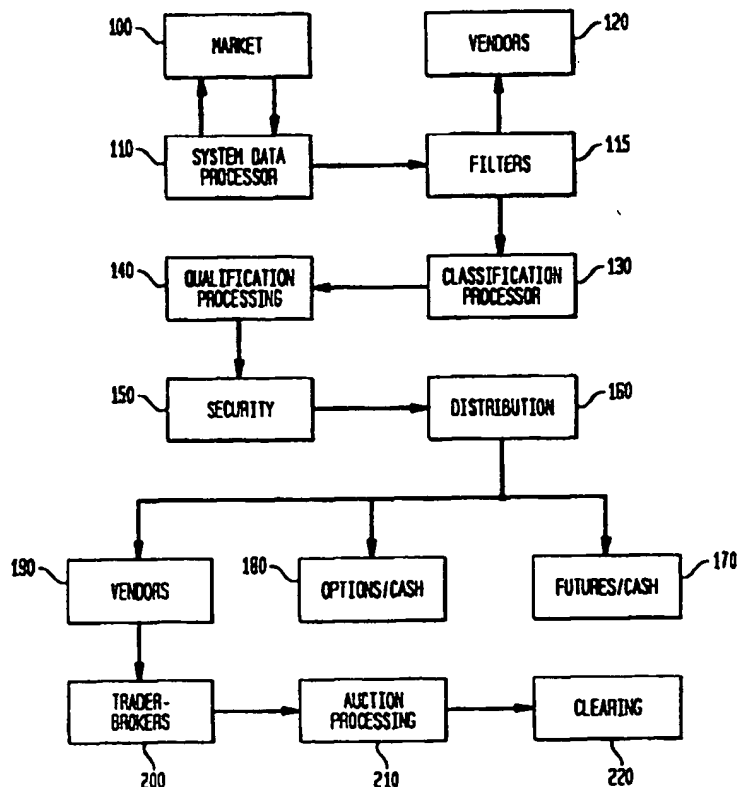 100
MARKET
VENDORS
120
110
SYSTEM DATA
PROCESSOR
FILTERS
115
140
QUALIFICATION
PROCESSING
CLASSIFICATION
PROCESSOR
130
150
SECURITY
DISTRIBUTION
160
190
VENDORS
180
OPTIONS/CASH
FUTURES/CASH
170
TRADER-
BROKERS
AUCTION
PROCESSING
CLEARING
200
210
220